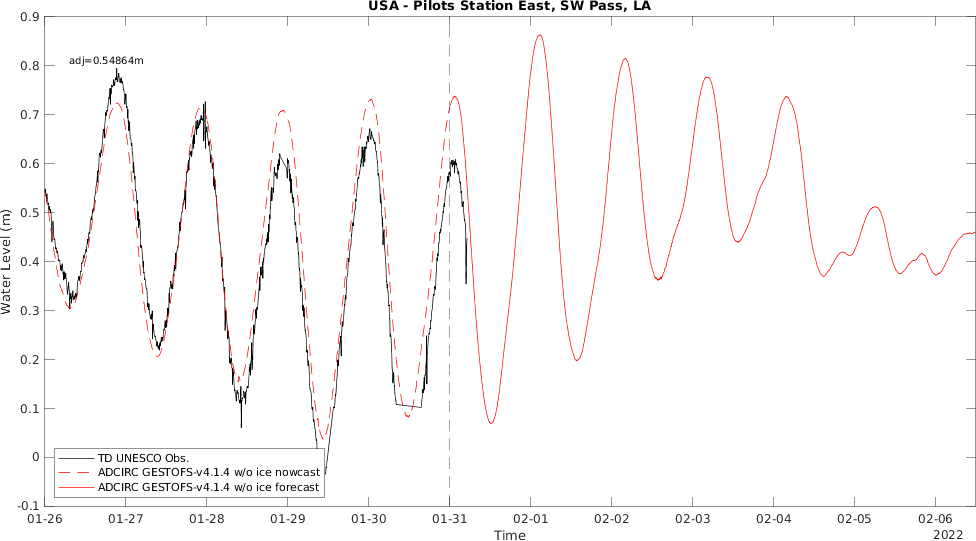 USA - Pilots Station East, SW Pass, LA
0.9
0.8
0.7
0.6
0.5
0.4
0.3
0.2
0.1
0
-0.1
Water Level (m)
adj=0.54864m
TD UNESCO Obs.
ADCIRC GESTOFS-v4.1.4 w/o ice nowcast
ADCIRC GESTOFS-v4.1.4 w/o ice forecast
01-26 01-27 01-28 01-29 01-30 01-31 02-01 02-02 02-03 02-04 02-05 02-06
Time
2022